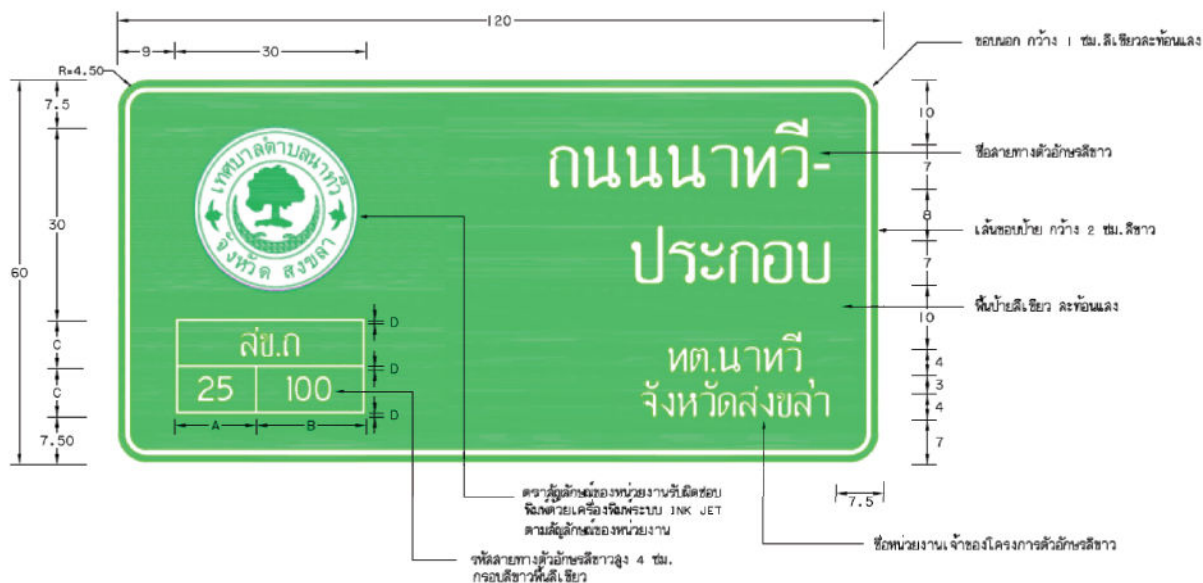 120
9
30
R=4.50
ขอบนอก กว้าง 1 ซม.สีเขียวสะท้อนแสง
7.5
30
60
C
C
7.50
เทศบาลตำบลนาทวี
จังหวัด สงขลา
ถนนนาทวี-
ประกอบ
สข.ถ
25
100
ทต.นาทวี
จังหวัดสงขลา
D
D
D
A
B
10
7
8
7
10
4
3
4
7
7.5
ชื่อสายทางตัวอักษรสีขาว
เส้นขอบป้าย กว้าง 2 ซม.สีขาว
พื้นป้ายสีเขียว สะท้อนแสง
ตราสัญลักษณ์ของหน่วยงานรับผิดชอบ
พิมพ์ด้วยเครื่องพิมพ์ระบบ INK JET
ตามสัญลักษณ์ของหน่วยงาน
รหัสสายทางตัวอักษรสีขาวสูง 4 ซม.
กรอบสีขาวพื้นสีเขียว
ชื่อหน่วยงานเจ้าของโครงการตัวอักษรสีขาว